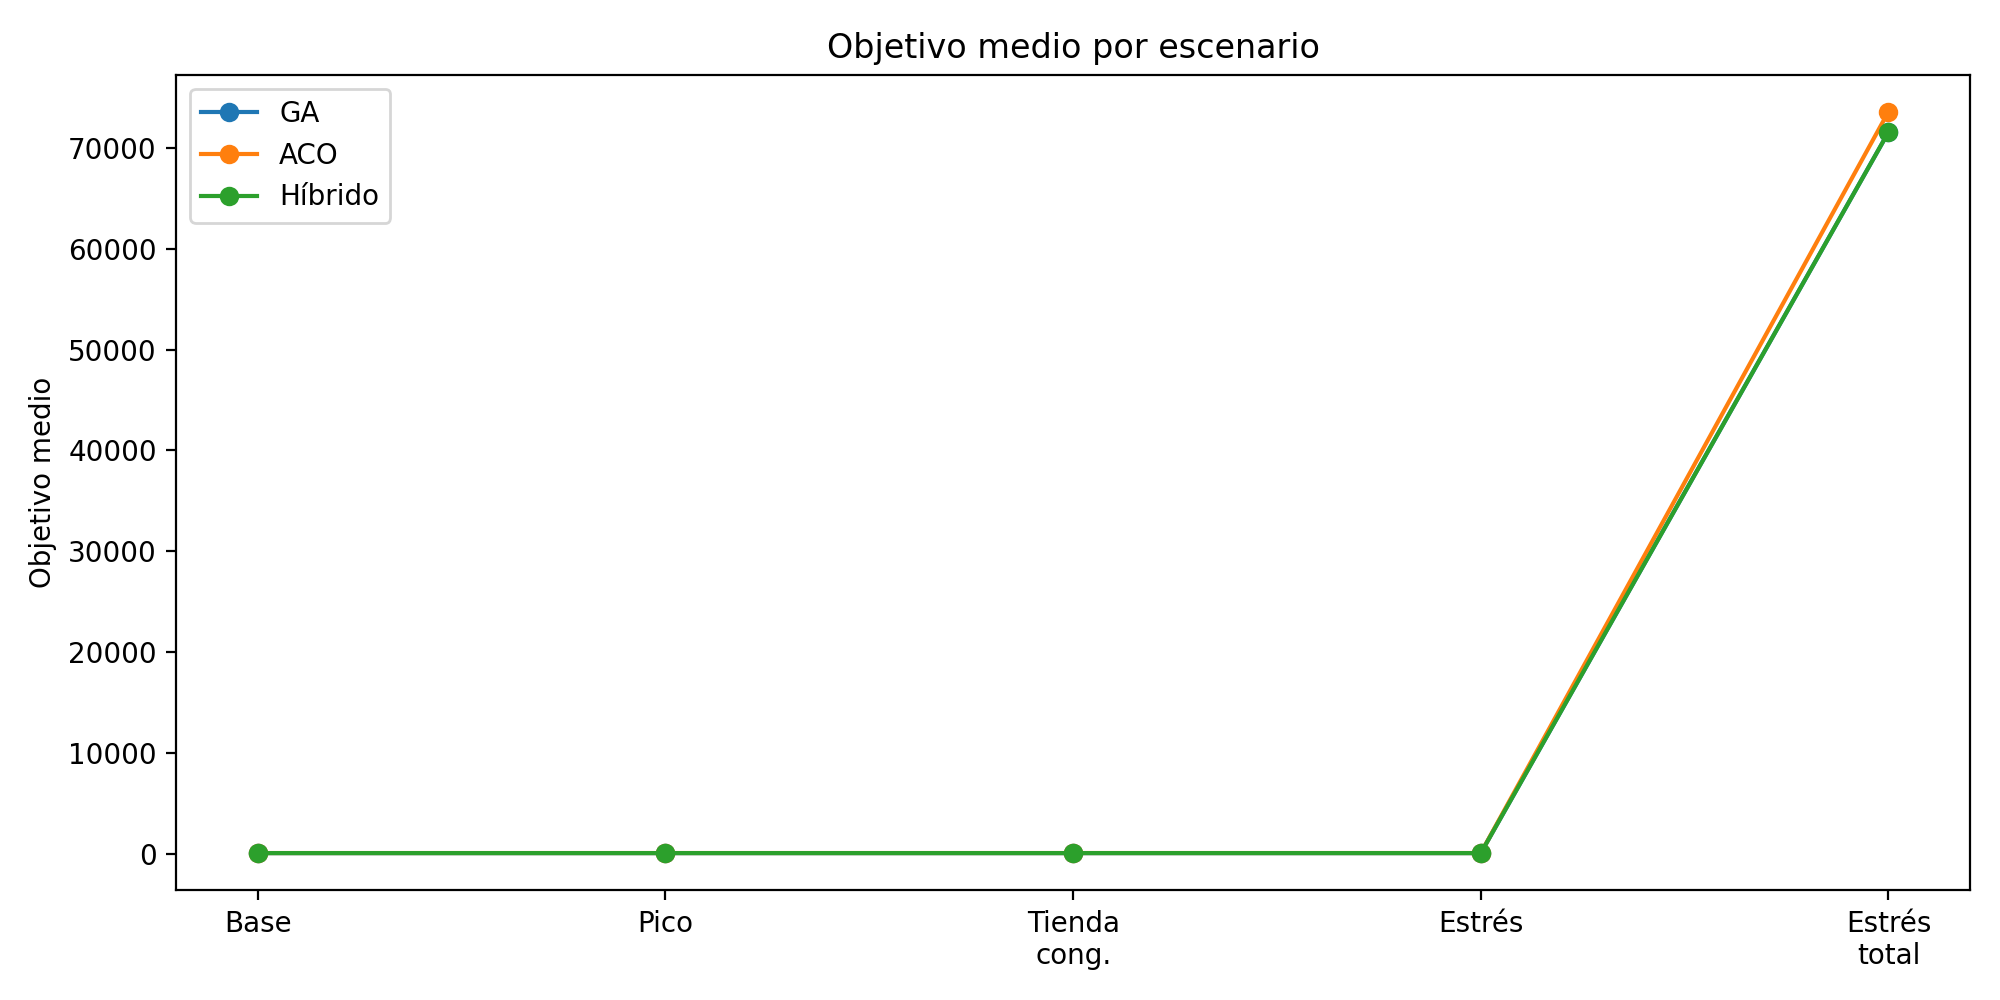 Objetivo medio por escenario
GA
ACO
Híbrido
Objetivo medio
70000
60000
50000
40000
30000
20000
10000
0
Base
Pico
Tienda
cong.
Estrés
Estrés
total